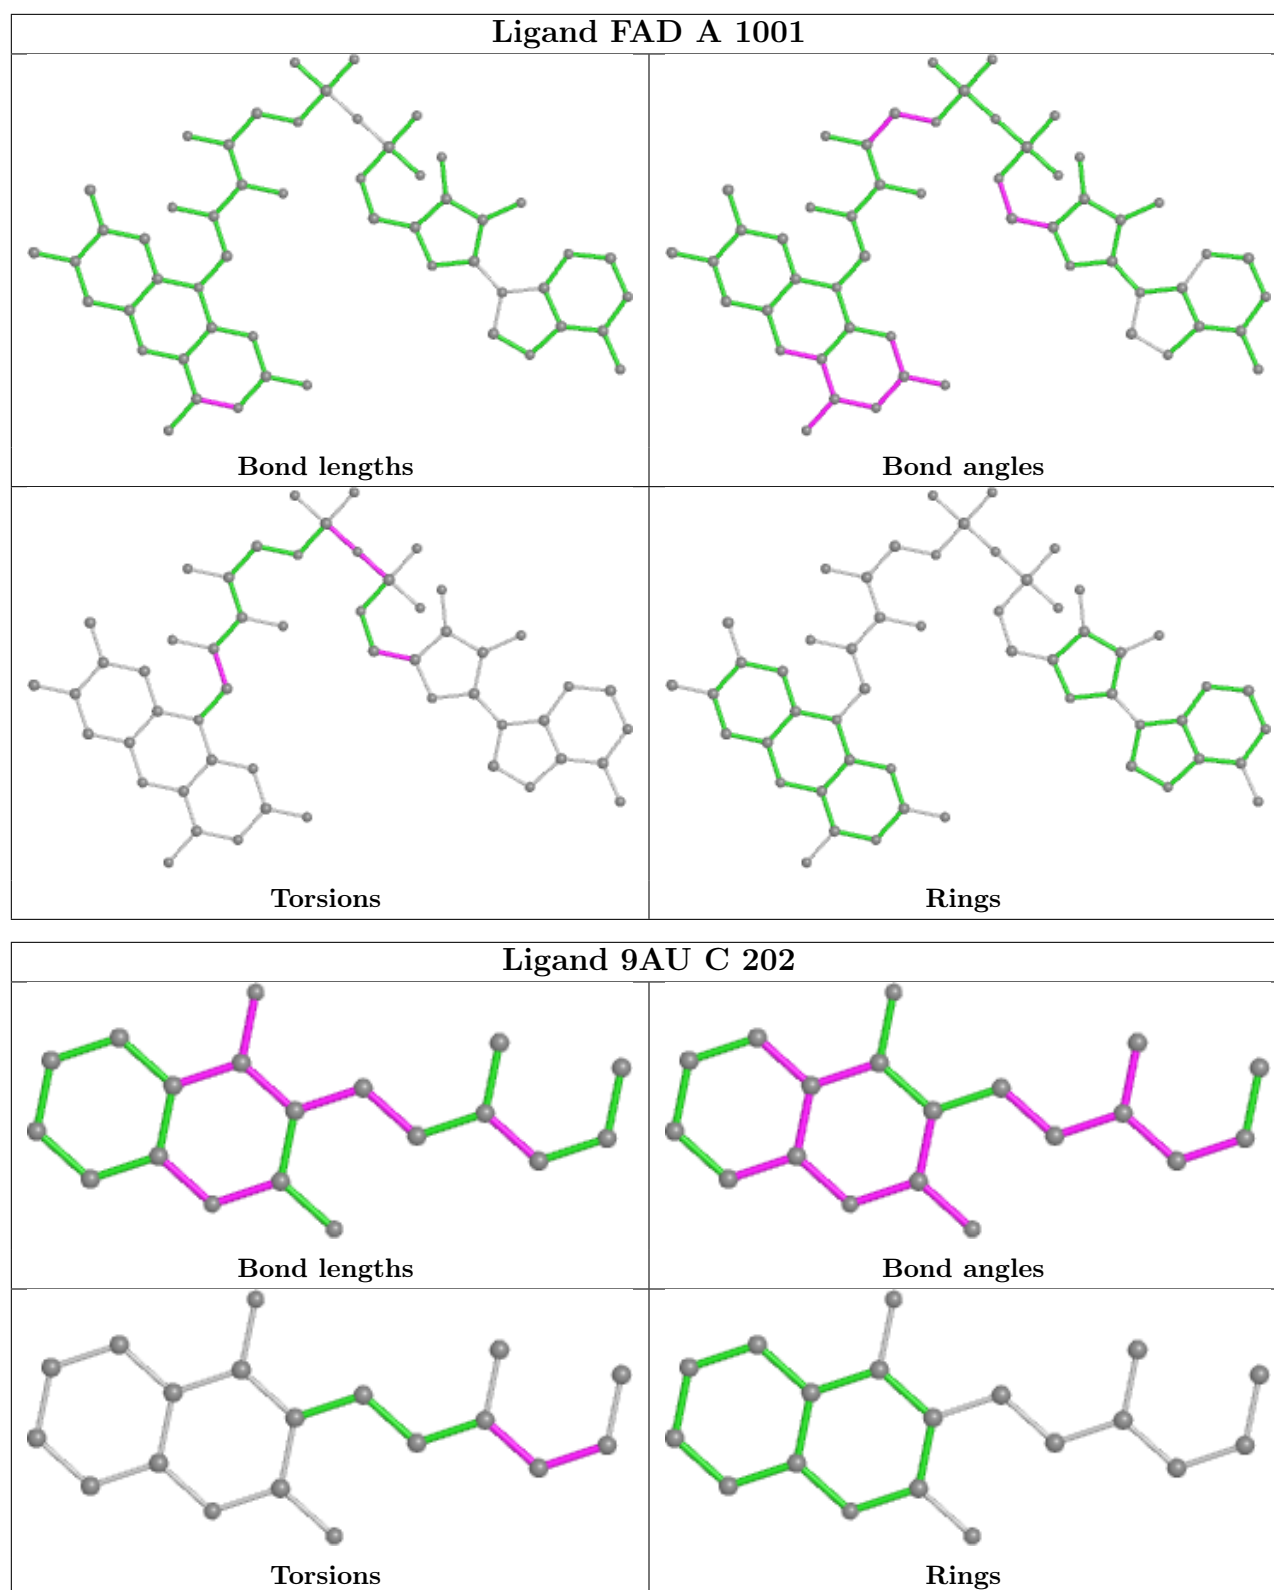 Ligand FAD A 1001
Bond lengths
Bond angles
Torsions
Rings
Ligand 9AU C 202
Bond lengths
Bond angles
Torsions
Rings